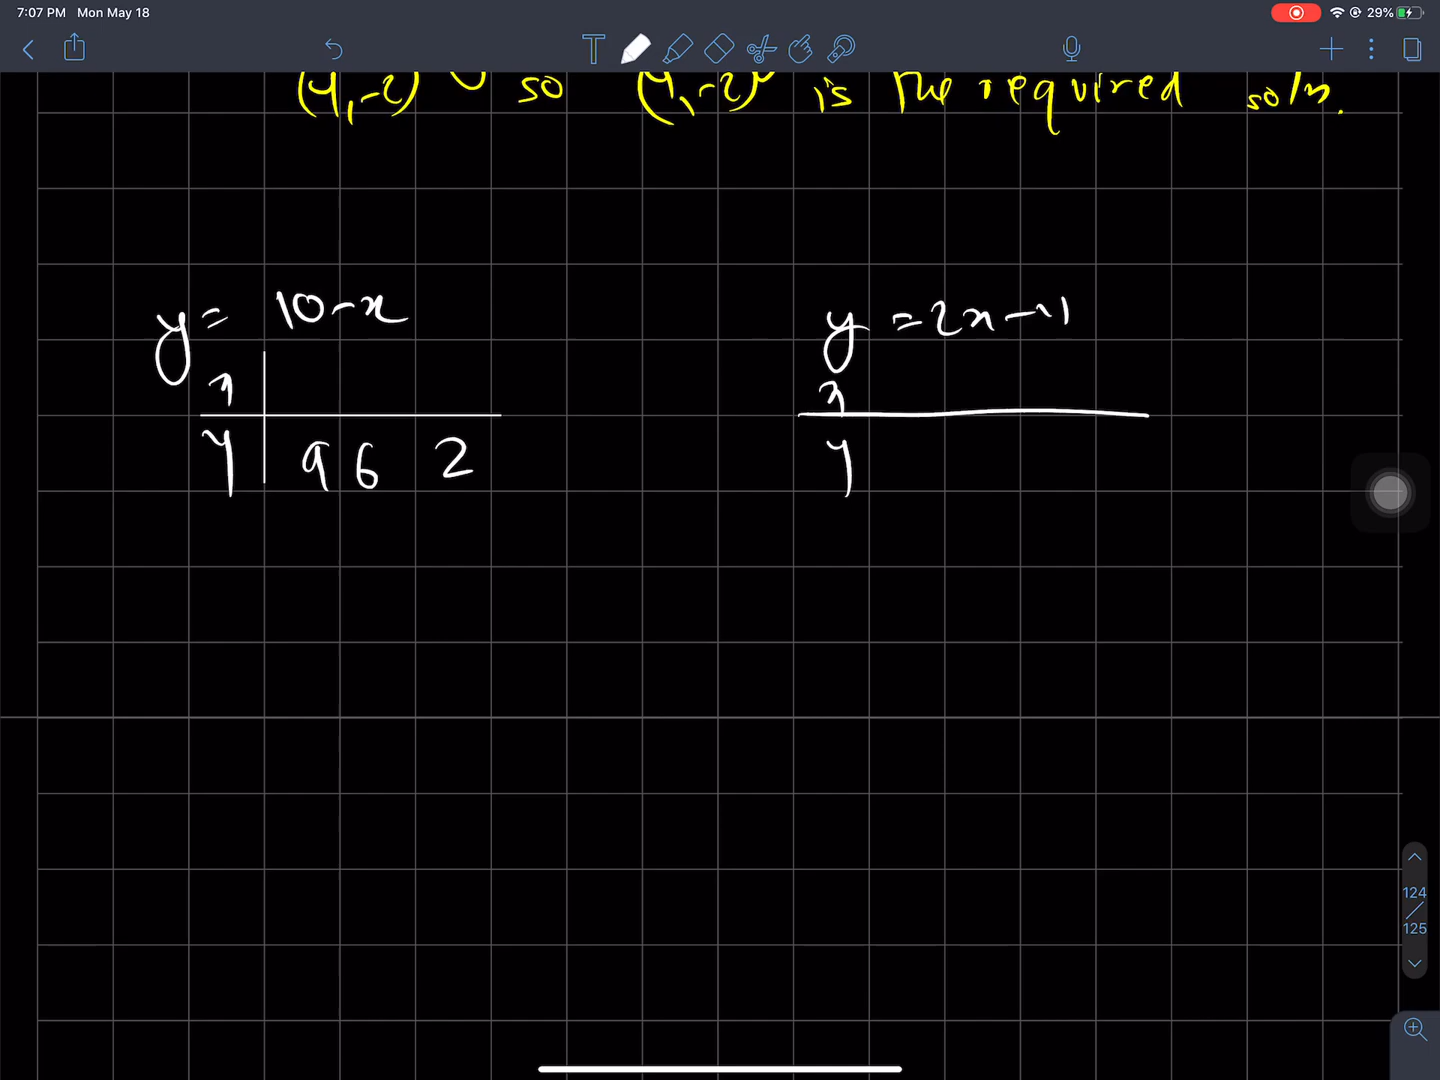 7:07 PM Mon May 18
29%
(4,-2) so (4,-2) is the required soln.
y = 10-x
y = 2x-11
x
x
y 9 6 2
y
124
125